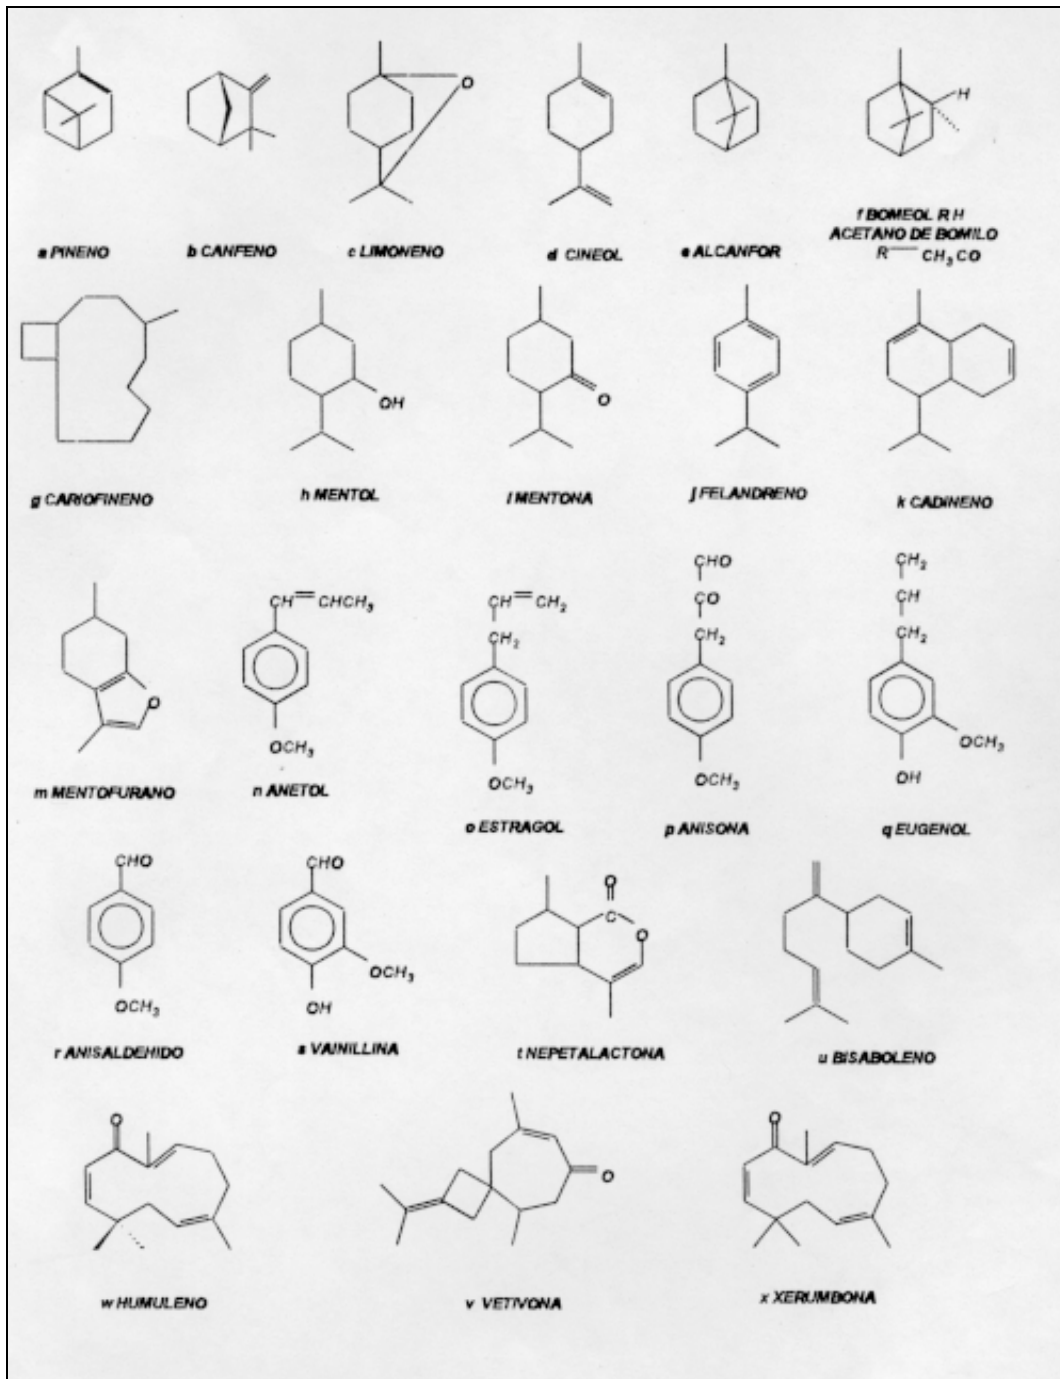 O
a PINENO
b CANFENO
c LIMONENO
d CINEOL
e ALCANFOR
H
f BOMEOL R H
ACETANO DE BOMILO
R — CH3CO
OH
O
g CARIOFINENO
h MENTOL
i MENTONA
j FELANDRENO
k CADINENO
O
m MENTOFURANO
CH=CHCH3
OCH3
n ANETOL
CH=CH2
CH2
OCH3
o ESTRAGOL
CHO
CO
CH2
OCH3
p ANISONA
CH2
CH
CH2
OCH3
OH
q EUGENOL
CHO
OCH3
r ANISALDEHIDO
CHO
OCH3
OH
s VAINILLINA
O
C
O
t NEPETALACTONA
u BISABOLENO
O
w HUMULENO
O
v VETIVONA
O
x XERUMBONA